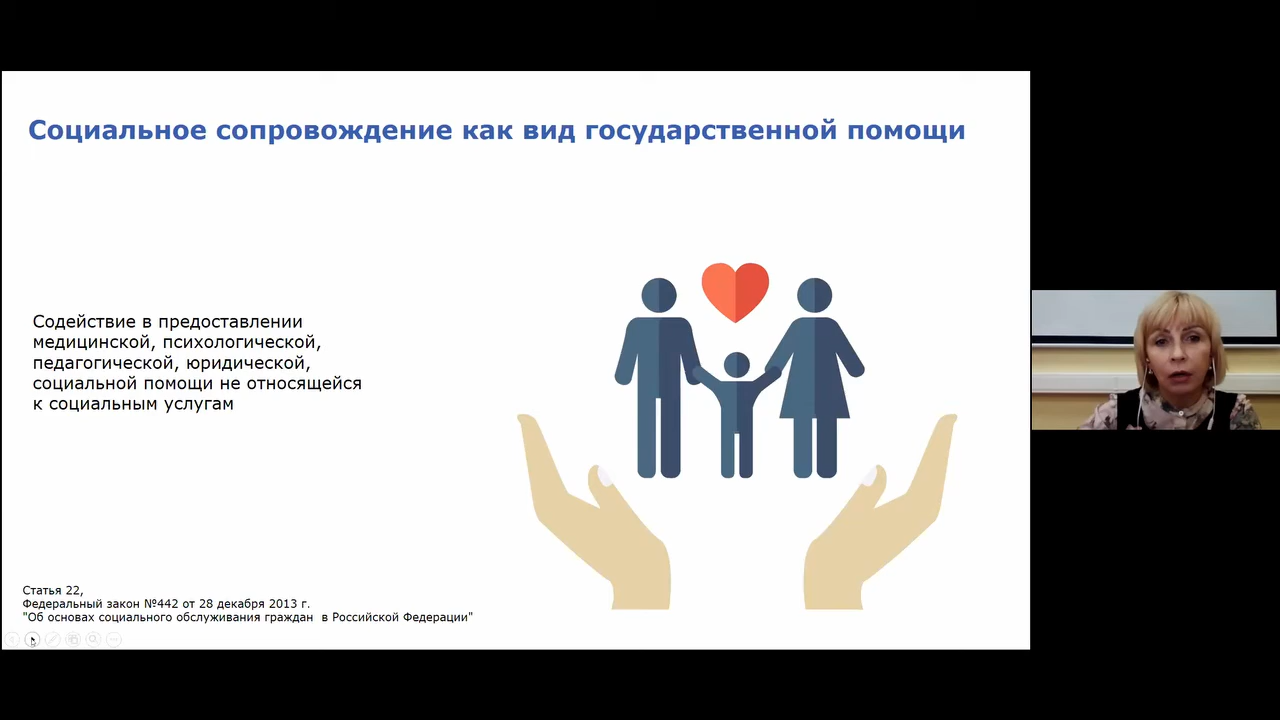 Социальное сопровождение как вид государственной помощи
Содействие в предоставлении
медицинской, психологической,
педагогической, юридической,
социальной помощи не относящейся
к социальным услугам
Статья 22,
Федеральный закон №442 от 28 декабря 2013 г.
"Об основах социального обслуживания граждан  в Российской Федерации"